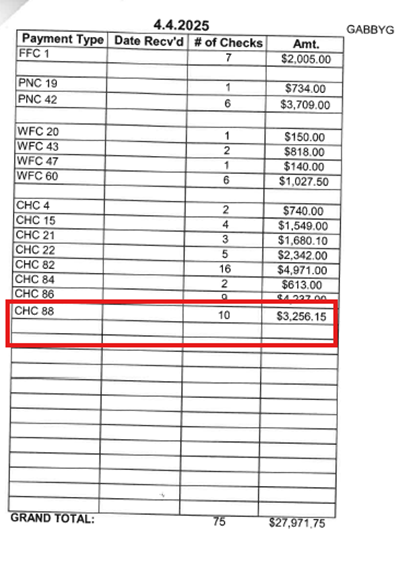 4.4.2025
GABBYG
Payment Type Date Recv'd # of Checks Amt.
FFC 1 7 $2,005.00
PNC 19 1 $734.00
PNC 42 6 $3,709.00
WFC 20 1 $150.00
WFC 43 2 $818.00
WFC 47 1 $140.00
WFC 60 6 $1,027.50
CHC 4 2 $740.00
CHC 15 4 $1,549.00
CHC 21 3 $1,680.10
CHC 22 5 $2,342.00
CHC 82 16 $4,971.00
CHC 84 2 $613.00
CHC 86 9 $4,237.00
CHC 88 10 $3,256.15
GRAND TOTAL: 75 $27,971.75